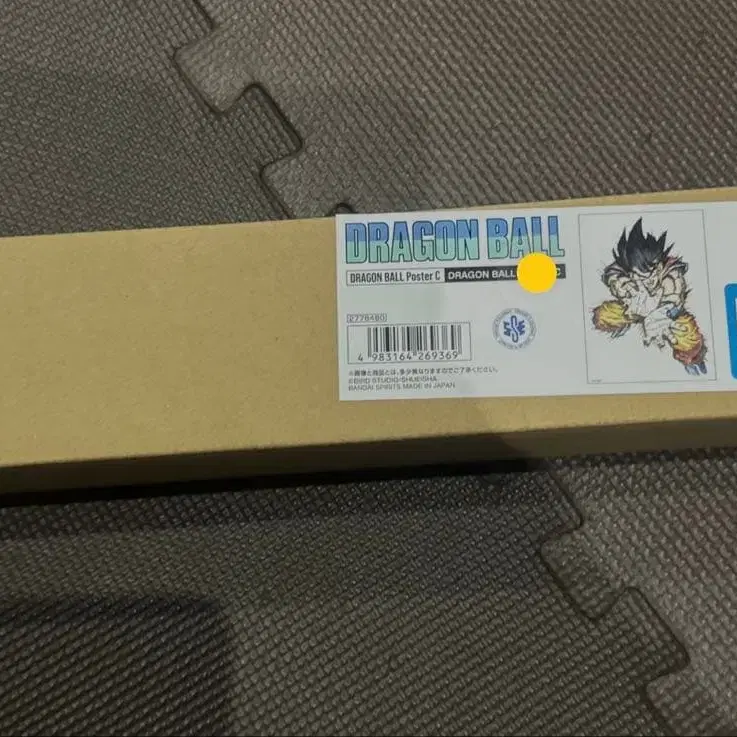 DRAGON BALL
DRAGON BALL Poster C DRAGON BALL C
2778480
4 983164 269369
※画像と商品とは、多少異なりますのでご了承ください。
©BIRD STUDIO/SHUEISHA
BANDAI SPIRITS MADE IN JAPAN